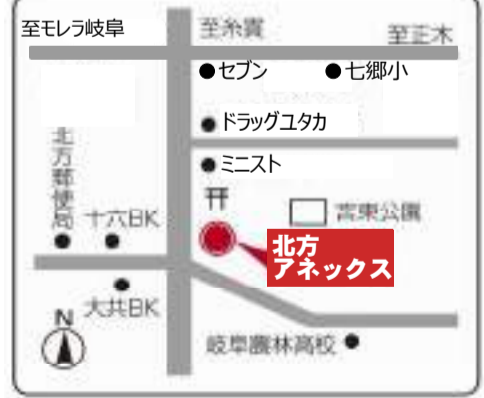 至モレラ岐阜
至糸貫
至正木
セブン
七郷小
ドラッグユタカ
ミニスト
北方郵便局
十六BK
宮東公園
北方
アネックス
大共BK
N
岐阜農林高校